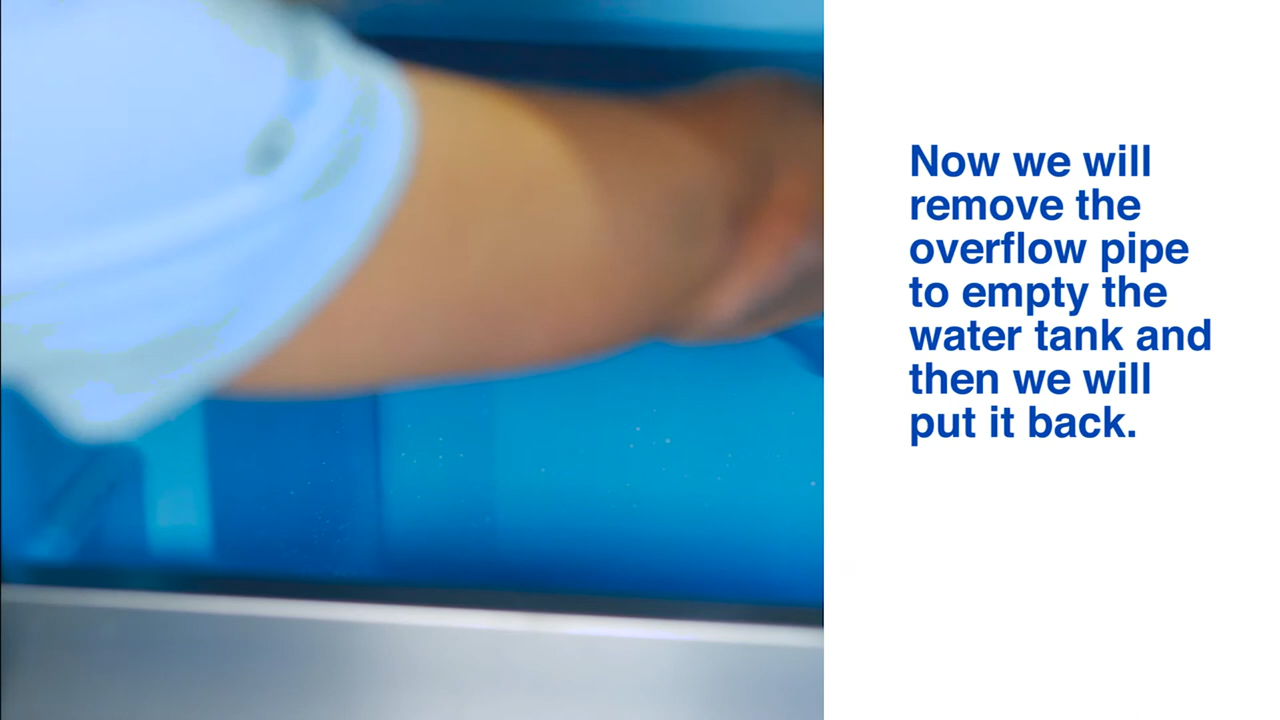 Now we will
remove the
overflow pipe
to empty the
water tank and
then we will
put it back.